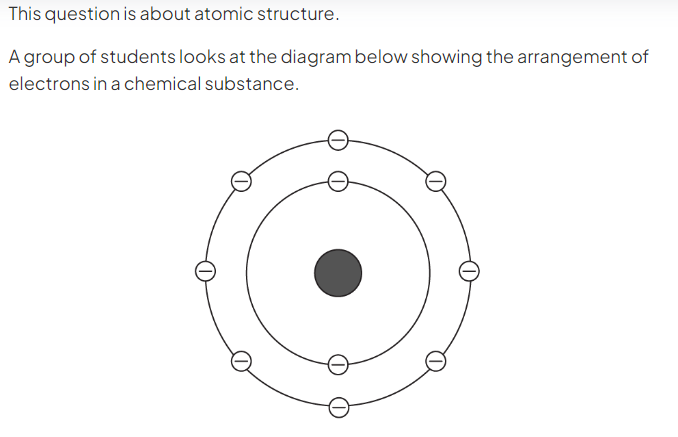 This question is about atomic structure.
A group of students looks at the diagram below showing the arrangement of
electrons in a chemical substance.